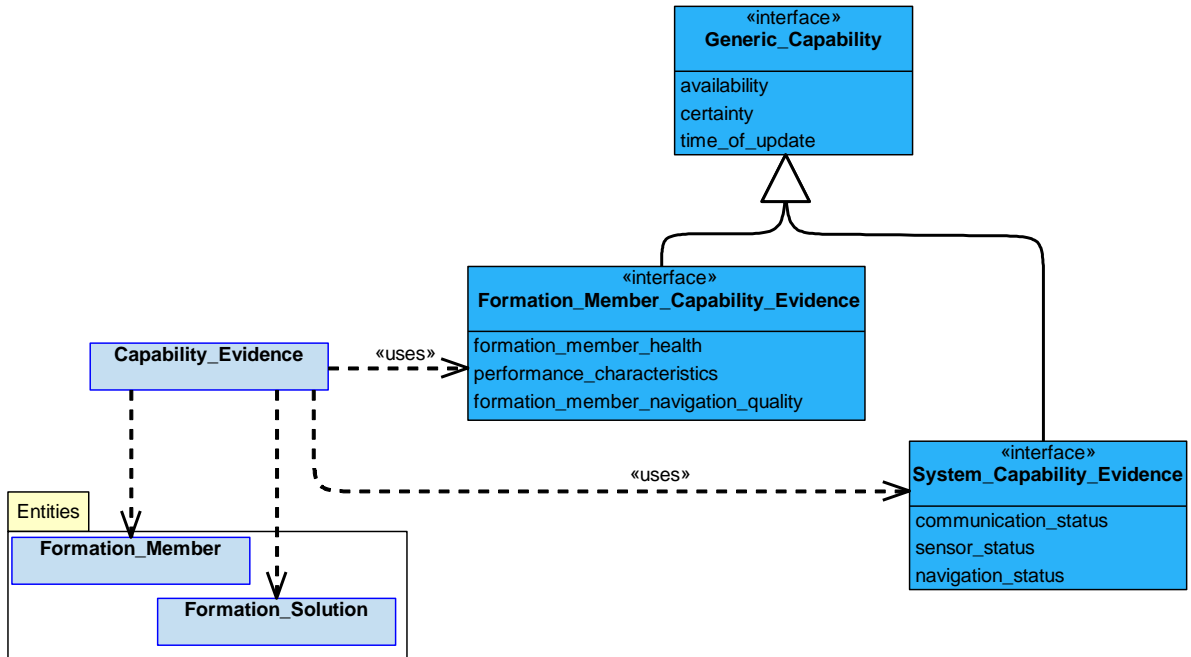 «interface»
Generic_Capability
availability
certainty
time_of_update
«interface»
Formation_Member_Capability_Evidence
formation_member_health
performance_characteristics
formation_member_navigation_quality
Capability_Evidence
«uses»
«interface»
System_Capability_Evidence
communication_status
sensor_status
navigation_status
«uses»
Entities
Formation_Member
Formation_Solution